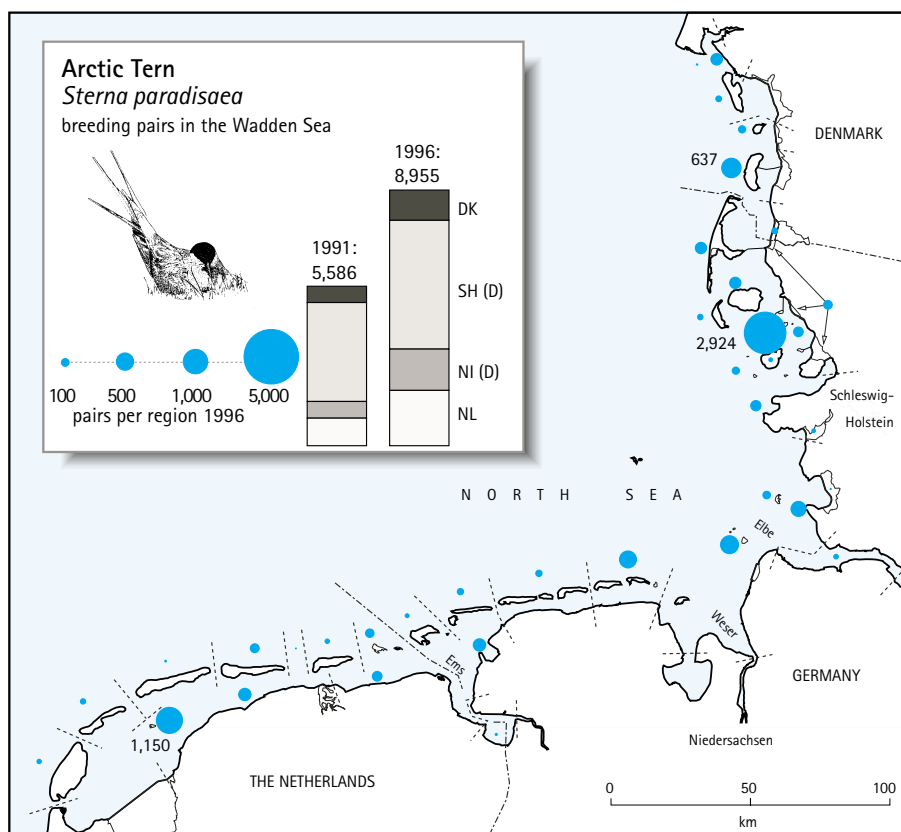 Arctic Tern
Sterna paradisaea
breeding pairs in the Wadden Sea
1996:
8,955
1991:
5,586
DK
SH (D)
NI (D)
NL
100 500 1,000 5,000
pairs per region 1996
DENMARK
637
2,924
Schleswig-
Holstein
NORTH SEA
Elbe
Weser
Ems
GERMANY
1,150
Niedersachsen
THE NETHERLANDS
0 50 100
km